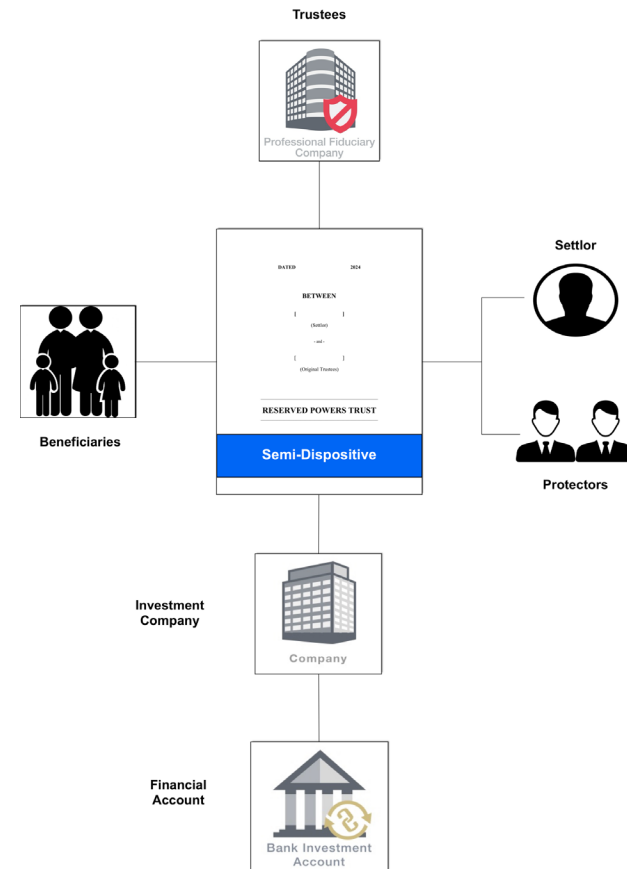 Trustees
Professional Fiduciary
Company
DATED 2024
BETWEEN
[ ]
(Settlor)
- and -
[ ]
(Original Trustees)
RESERVED POWERS TRUST
Semi-Dispositive
Settlor
Beneficiaries
Protectors
Investment
Company
Company
Financial
Account
Bank Investment
Account